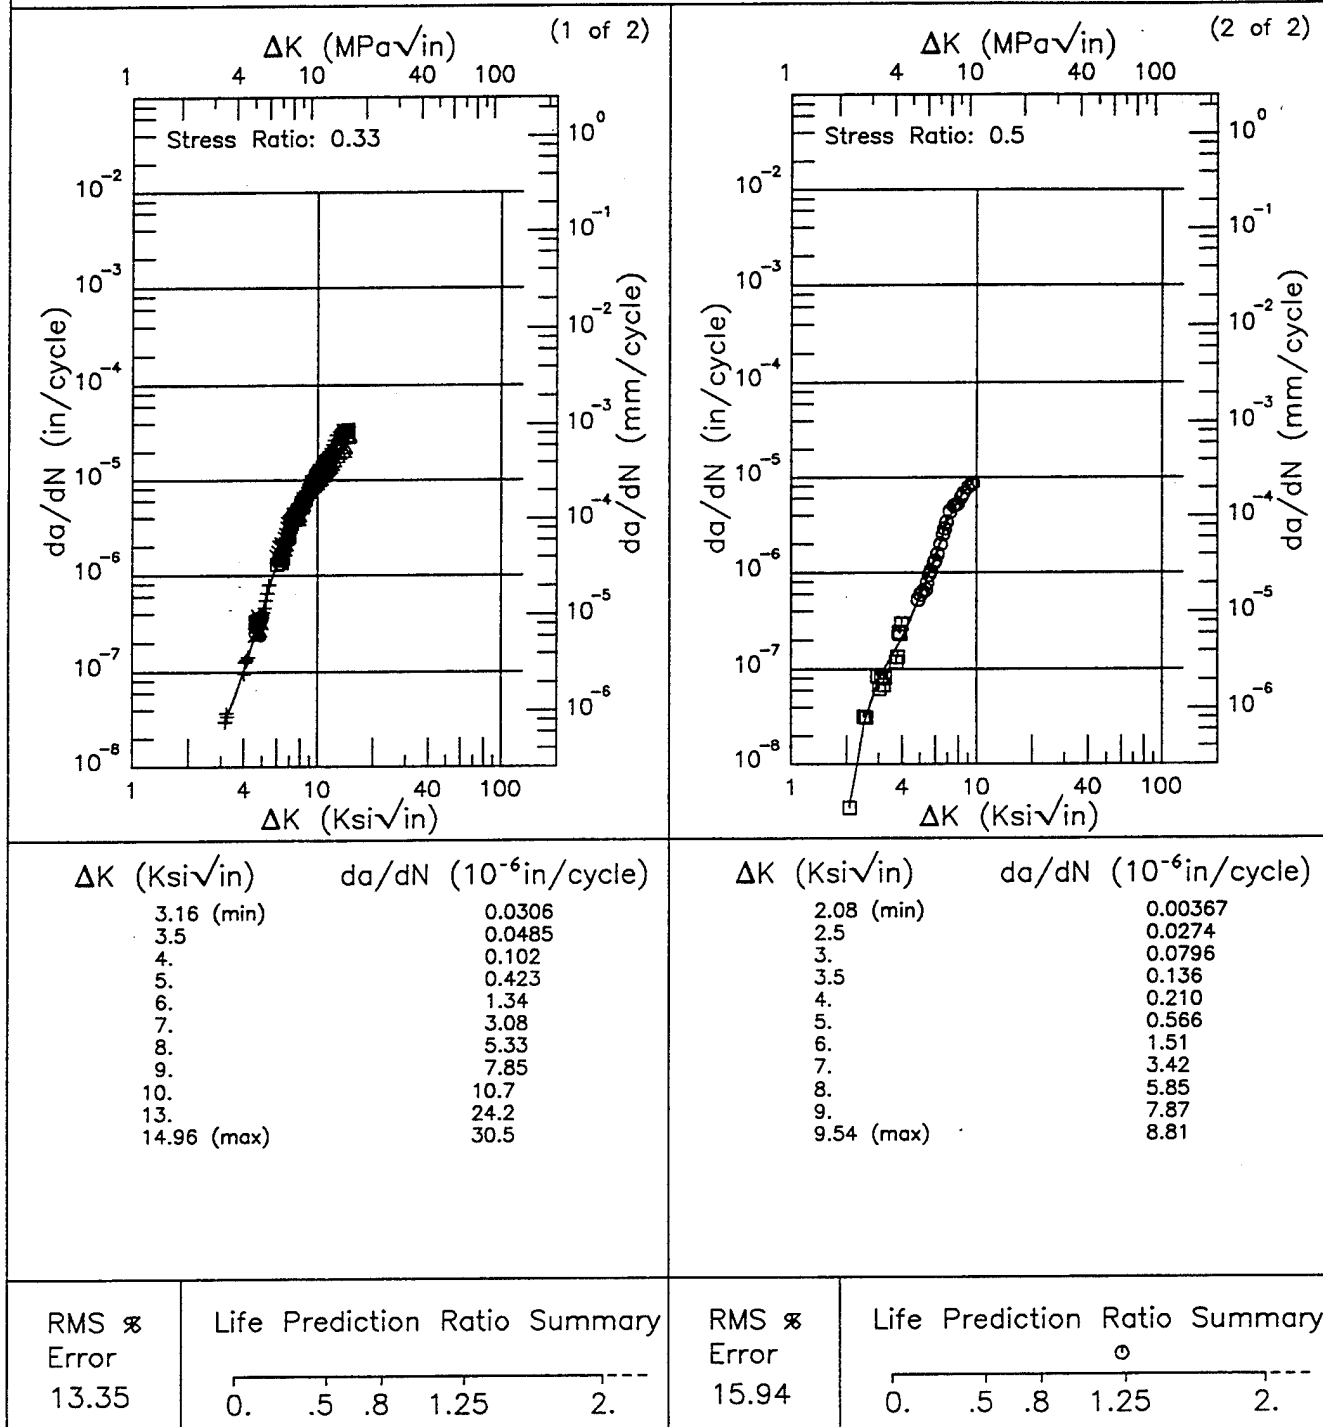 (1 of 2)
ΔK (MPa√in)
1 4 10 40 100
Stress Ratio: 0.33
10⁰
10⁻²
10⁻¹
10⁻³
10⁻²
10⁻⁴
10⁻³
10⁻⁵
10⁻⁴
10⁻⁶
10⁻⁵
10⁻⁷
10⁻⁶
10⁻⁸
da/dN (in/cycle)
da/dN (mm/cycle)
1 4 10 40 100
ΔK (Ksi√in)
ΔK (Ksi√in) da/dN (10⁻⁶in/cycle)
3.16 (min) 0.0306
3.5 0.0485
4. 0.102
5. 0.423
6. 1.34
7. 3.08
8. 5.33
9. 7.85
10. 10.7
13. 24.2
14.96 (max) 30.5
RMS %
Error
13.35
Life Prediction Ratio Summary
0. .5 .8 1.25 2.
(2 of 2)
ΔK (MPa√in)
1 4 10 40 100
Stress Ratio: 0.5
10⁰
10⁻²
10⁻¹
10⁻³
10⁻²
10⁻⁴
10⁻³
10⁻⁵
10⁻⁴
10⁻⁶
10⁻⁵
10⁻⁷
10⁻⁶
10⁻⁸
da/dN (in/cycle)
da/dN (mm/cycle)
1 4 10 40 100
ΔK (Ksi√in)
ΔK (Ksi√in) da/dN (10⁻⁶in/cycle)
2.08 (min) 0.00367
2.5 0.0274
3. 0.0796
3.5 0.136
4. 0.210
5. 0.566
6. 1.51
7. 3.42
8. 5.85
9. 7.87
9.54 (max) 8.81
RMS %
Error
15.94
Life Prediction Ratio Summary
0. .5 .8 1.25 2.